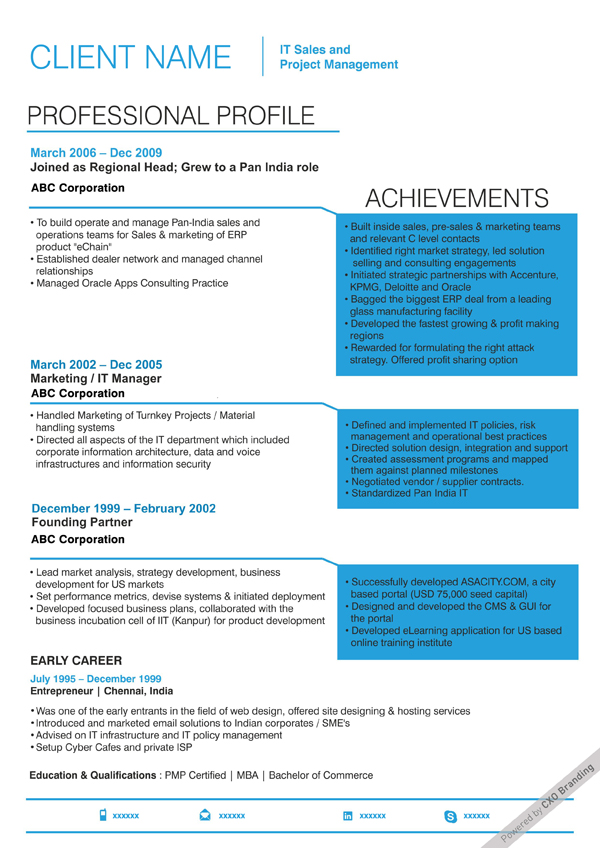 CLIENT NAME
IT Sales and
Project Management
PROFESSIONAL PROFILE
March 2006 – Dec 2009
Joined as Regional Head; Grew to a Pan India role
ABC Corporation
• To build operate and manage Pan-India sales and
operations teams for Sales & marketing of ERP
product "eChain"
• Established dealer network and managed channel
relationships
• Managed Oracle Apps Consulting Practice
ACHIEVEMENTS
• Built inside sales, pre-sales & marketing teams
and relevant C level contacts
• Identified right market strategy, led solution
selling and consulting engagements
• Initiated strategic partnerships with Accenture,
KPMG, Deloitte and Oracle
• Bagged the biggest ERP deal from a leading
glass manufacturing facility
• Developed the fastest growing & profit making
regions
• Rewarded for formulating the right attack
strategy. Offered profit sharing option
March 2002 – Dec 2005
Marketing / IT Manager
ABC Corporation
• Handled Marketing of Turnkey Projects / Material
handling systems
• Directed all aspects of the IT department which included
corporate information architecture, data and voice
infrastructures and information security
• Defined and implemented IT policies, risk
management and operational best practices
• Directed solution design, integration and support
• Created assessment programs and mapped
them against planned milestones
• Negotiated vendor / supplier contracts.
• Standardized Pan India IT
December 1999 – February 2002
Founding Partner
ABC Corporation
• Lead market analysis, strategy development, business
development for US markets
• Set performance metrics, devise systems & initiated deployment
• Developed focused business plans, collaborated with the
business incubation cell of IIT (Kanpur) for product development
• Successfully developed ASACITY.COM, a city
based portal (USD 75,000 seed capital)
• Designed and developed the CMS & GUI for
the portal
• Developed eLearning application for US based
online training institute
EARLY CAREER
July 1995 – December 1999
Entrepreneur | Chennai, India
• Was one of the early entrants in the field of web design, offered site designing & hosting services
• Introduced and marketed email solutions to Indian corporates / SME's
• Advised on IT infrastructure and IT policy management
• Setup Cyber Cafes and private ISP
Education & Qualifications : PMP Certified | MBA | Bachelor of Commerce
xxxxxx
xxxxxx
in xxxxxx
S xxxxxx
Powered by CXO Branding